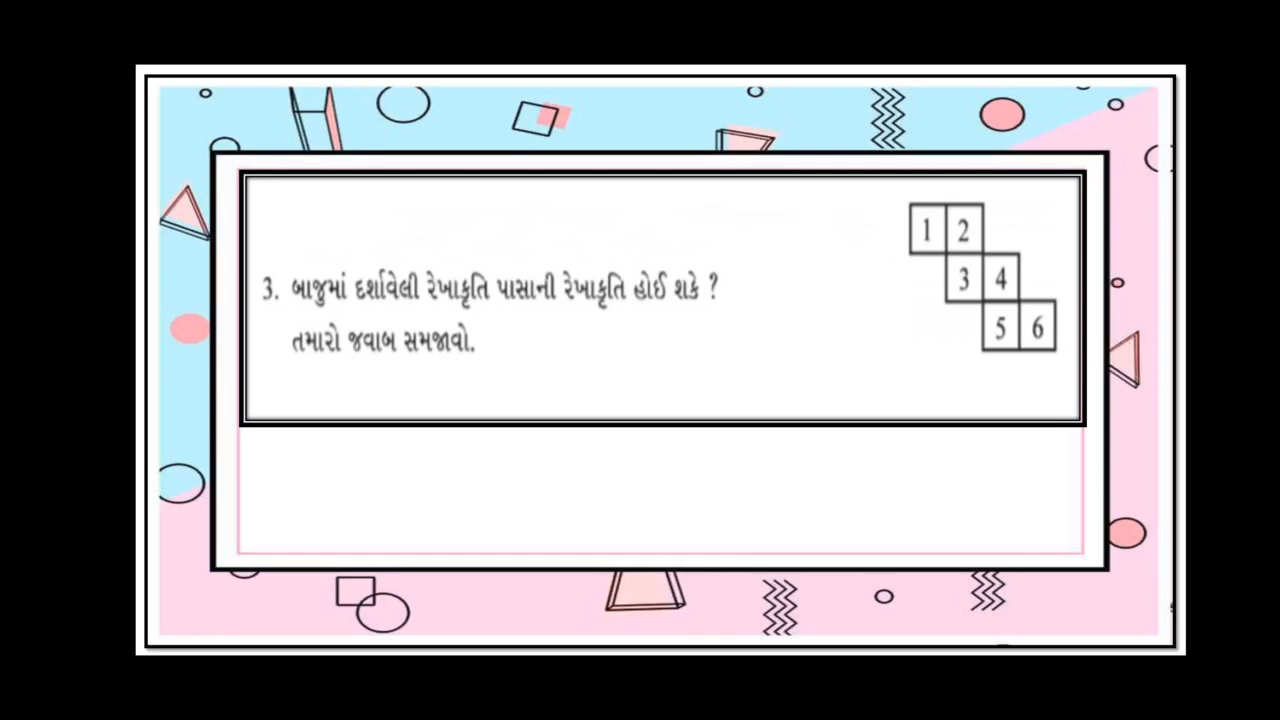 1 2
3. બાજુમાં દર્શાવેલી રેખાકૃતિ પાસાની રેખાકૃતિ હોઈ શકે ?
3 4
તમારો જવાબ સમજાવો.
5 6